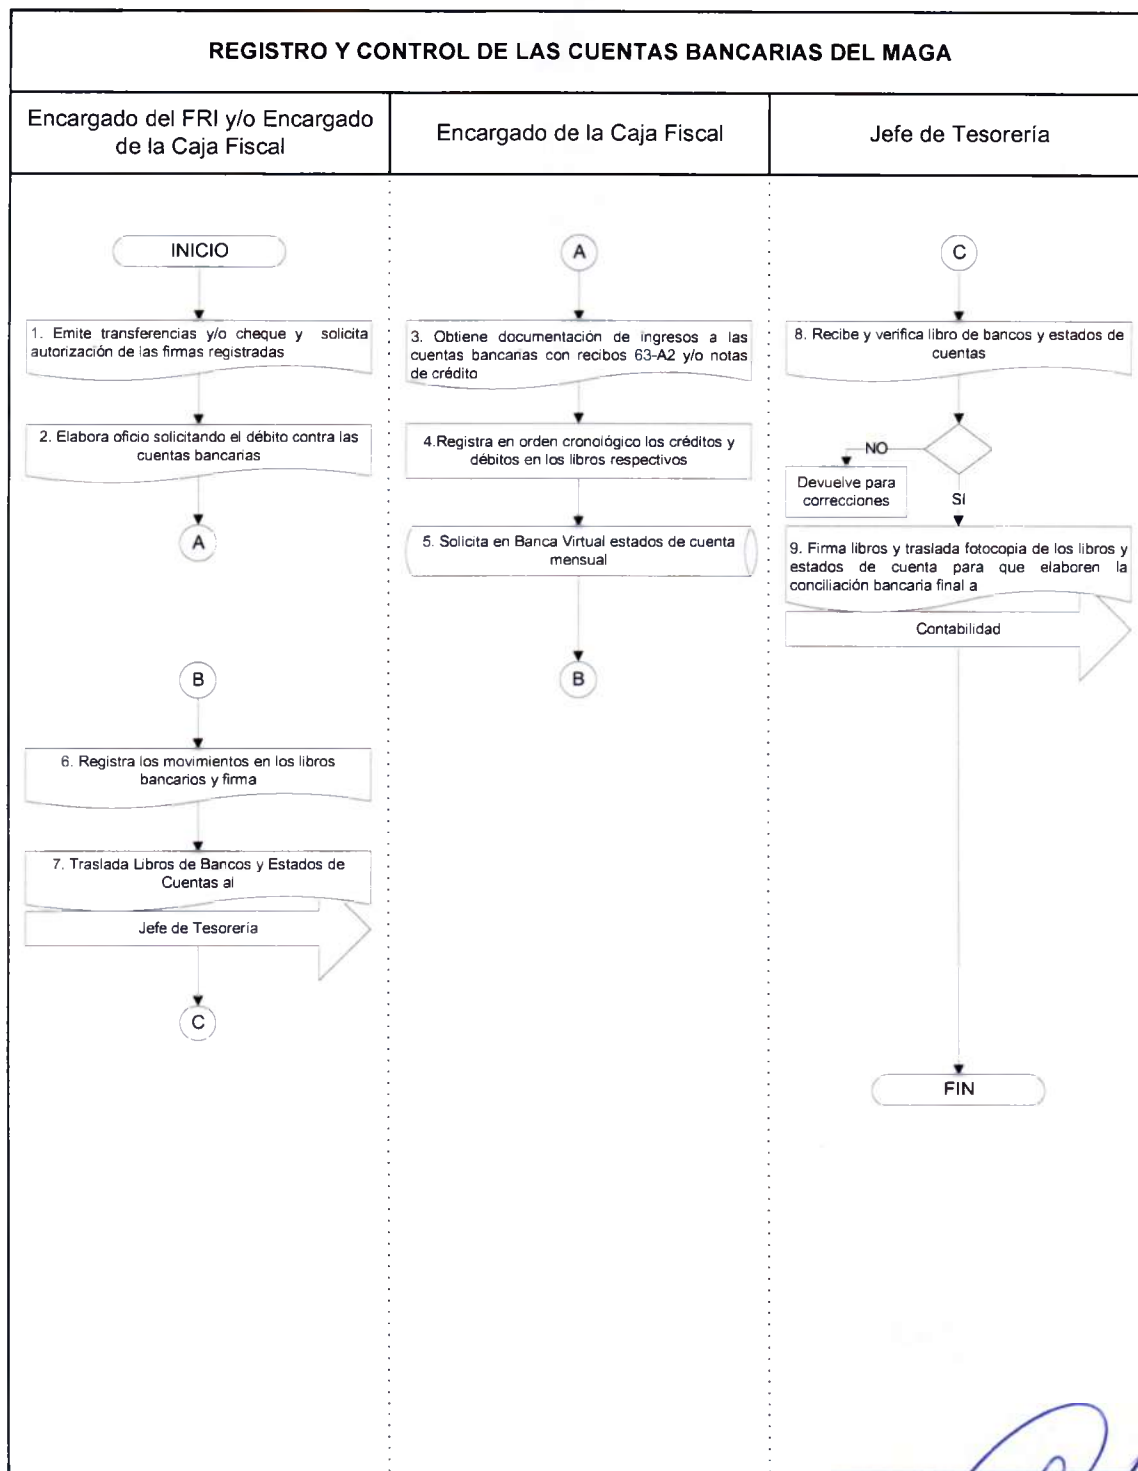 REGISTRO Y CONTROL DE LAS CUENTAS BANCARIAS DEL MAGA
Encargado del FRI y/o Encargado
de la Caja Fiscal
Encargado de la Caja Fiscal
Jefe de Tesorería
INICIO
1. Emite transferencias y/o cheque y solicita
autorización de las firmas registradas
2. Elabora oficio solicitando el débito contra las
cuentas bancarias
A
B
6. Registra los movimientos en los libros
bancarios y firma
7. Traslada Libros de Bancos y Estados de
Cuentas al
Jefe de Tesorería
C
A
3. Obtiene documentación de ingresos a las
cuentas bancarias con recibos 63-A2 y/o notas
de crédito
4.Registra en orden cronológico los créditos y
débitos en los libros respectivos
5. Solicita en Banca Virtual estados de cuenta
mensual
B
C
8. Recibe y verifica libro de bancos y estados de
cuentas
NO
Devuelve para
correcciones
SÍ
9. Firma libros y traslada fotocopia de los libros y
estados de cuenta para que elaboren la
conciliación bancaria final a
Contabilidad
FIN